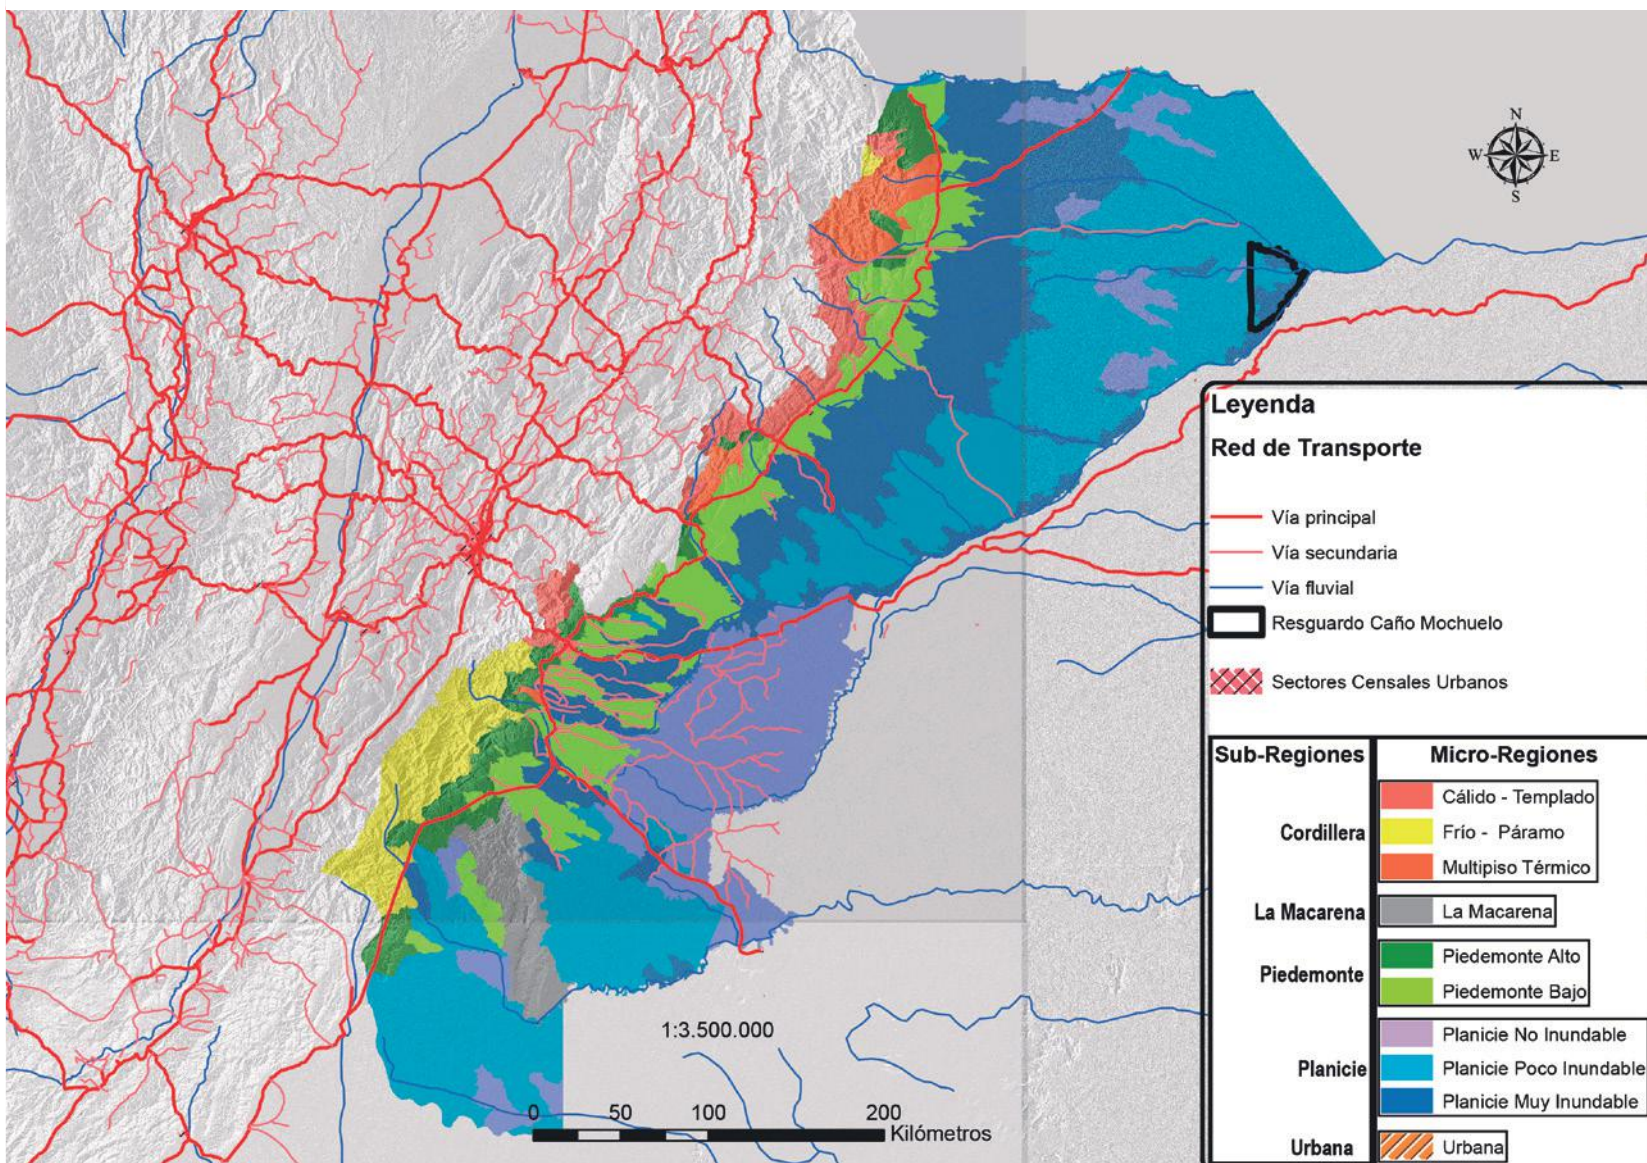 N
W E
S
Leyenda
Red de Transporte
Vía principal
Vía secundaria
Vía fluvial
Resguardo Caño Mochuelo
Sectores Censales Urbanos
Sub-Regiones Micro-Regiones
Cálido - Templado
Cordillera Frío - Páramo
Multipiso Térmico
La Macarena La Macarena
Piedemonte Piedemonte Alto
Piedemonte Bajo
Planicie No Inundable
Planicie Planicie Poco Inundable
Planicie Muy Inundable
Urbana Urbana
1:3.500.000
0 50 100 200
Kilómetros